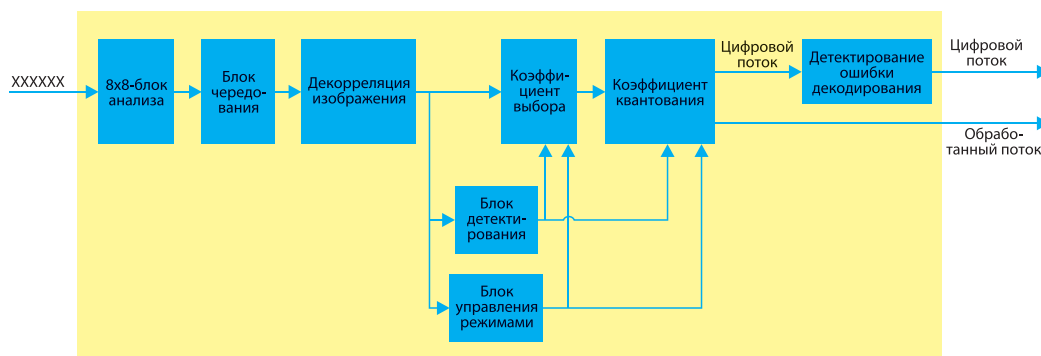 XXXXXX
8x8-блок
анализа
Блок
чередо-
вания
Декорреляция
изображения
Коэффи-
циент
выбора
Коэффициент
квантования
Цифровой
поток
Детектирование
ошибки
декодирования
Цифровой
поток
Обрабо-
танный поток
Блок
детекти-
рования
Блок
управления
режимами